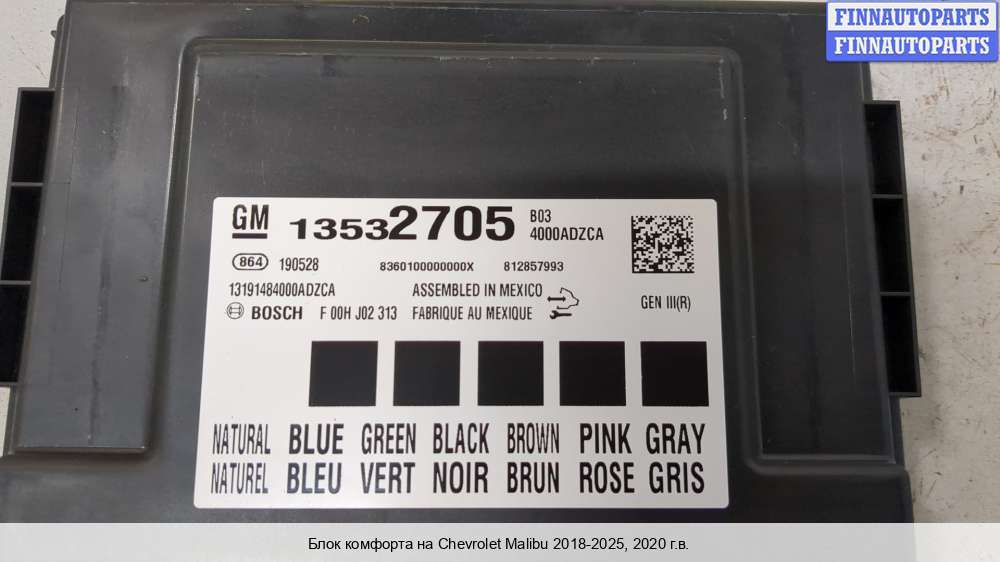 FINNAUTOPARTS
FINNAUTOPARTS
GM 13532705 B03
4000ADZCA
864 190528 8360100000000X 812857993
13191484000ADZCA ASSEMBLED IN MEXICO
GEN III(R)
BOSCH F 00H J02 313 FABRIQUE AU MEXIQUE
NATURAL BLUE GREEN BLACK BROWN PINK GRAY
NATUREL BLEU VERT NOIR BRUN ROSE GRIS
Блок комфорта на Chevrolet Malibu 2018-2025, 2020 г.в.